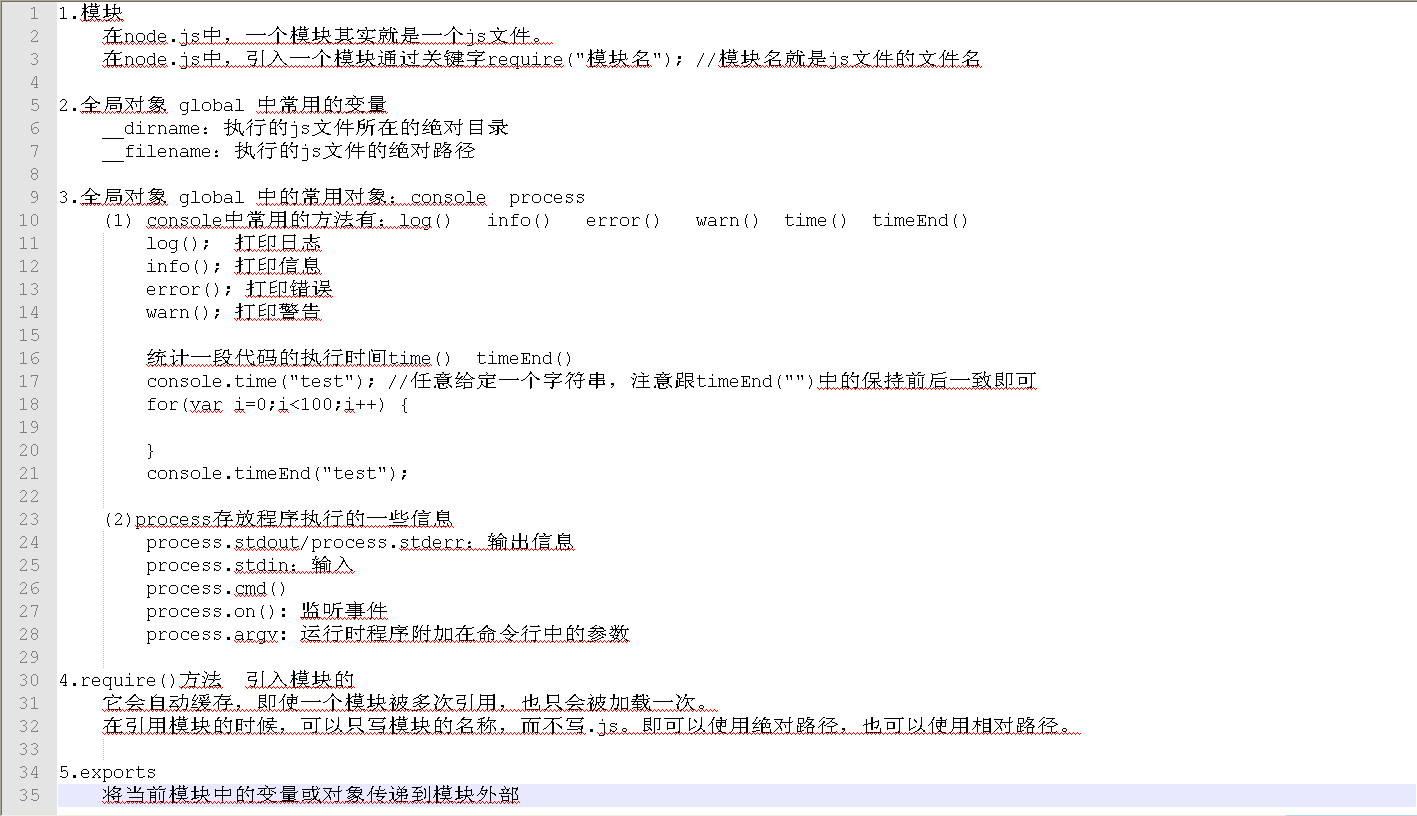 1 1.模块
2 在node.js中，一个模块其实就是一个js文件。
3 在node.js中，引入一个模块通过关键字require("模块名"); //模块名就是js文件的文件名
4
5 2.全局对象 global 中常用的变量
6 __dirname: 执行的js文件所在的绝对目录
7 __filename: 执行的js文件的绝对路径
8
9 3.全局对象 global 中的常用对象: console process
10 (1) console中常用的方法有: log() info() error() warn() time() timeEnd()
11 log(); 打印日志
12 info(); 打印信息
13 error(); 打印错误
14 warn(); 打印警告
15
16 统计一段代码的执行时间time() timeEnd()
17 console.time("test"); //任意给定一个字符串，注意跟timeEnd("")中的保持前后一致即可
18 for(var i=0;i<100;i++) {
19
20 }
21 console.timeEnd("test");
22
23 (2)process存放程序执行的一些信息
24 process.stdout/process.stderr: 输出信息
25 process.stdin: 输入
26 process.cmd()
27 process.on(): 监听事件
28 process.argv: 运行时程序附加在命令行中的参数
29
30 4.require()方法 引入模块的
31 它会自动缓存，即使一个模块被多次引用，也只会被加载一次。
32 在引用模块的时候，可以只写模块的名称，而不写.js。即可以使用绝对路径，也可以使用相对路径。
33
34 5.exports
35 将当前模块中的变量或对象传递到模块外部